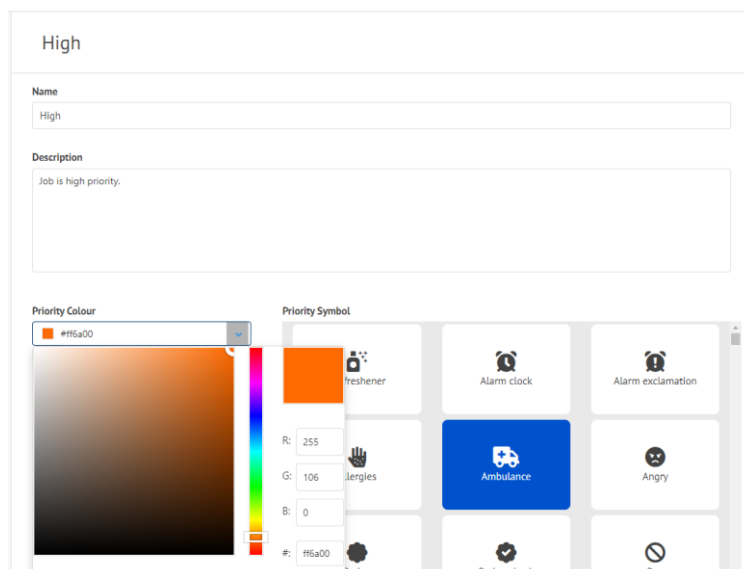 High
Name
High
Description
Job is high priority.
Priority Colour
Priority Symbol
#ff6a00
freshener
Alarm clock
Alarm exclamation
R: 255
G: 106
B: 0
#: ff6a00
lergies
Ambulance
Angry